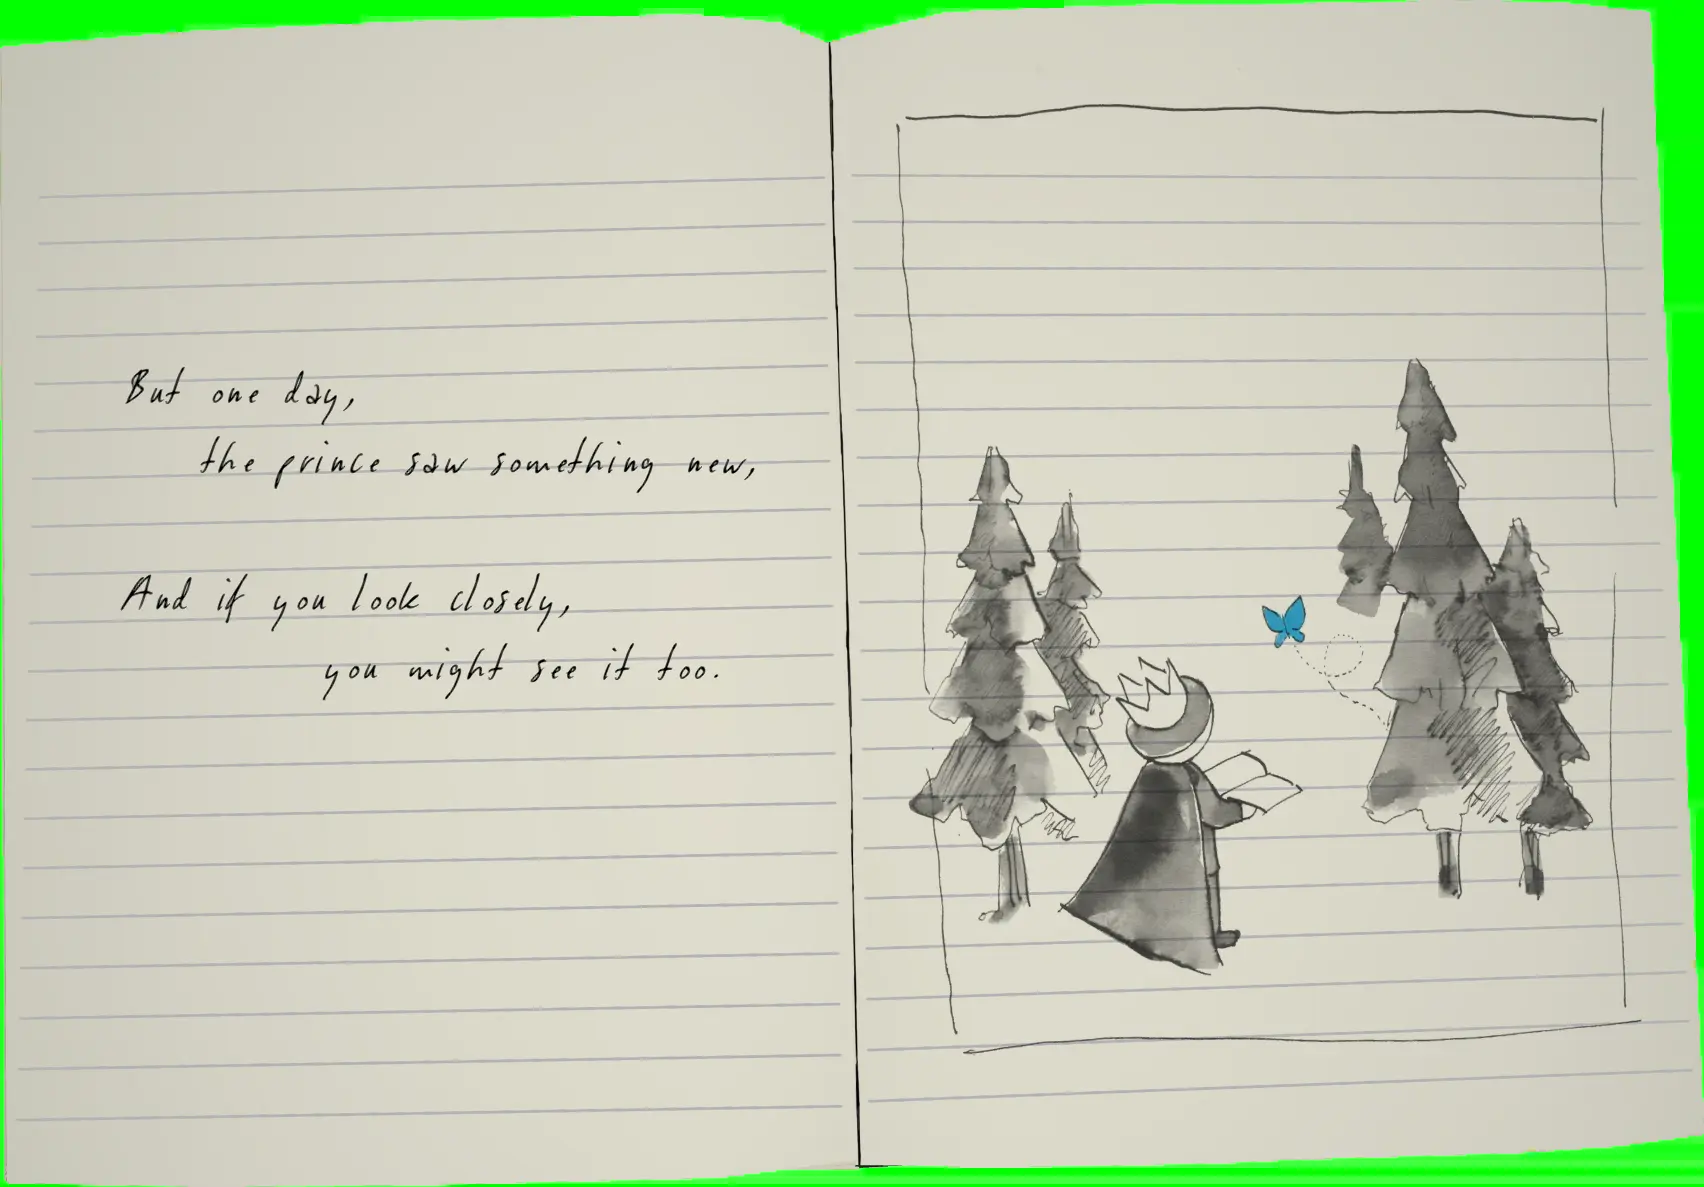 But one day,
the prince saw something new,
And if you look closely,
you might see it too.